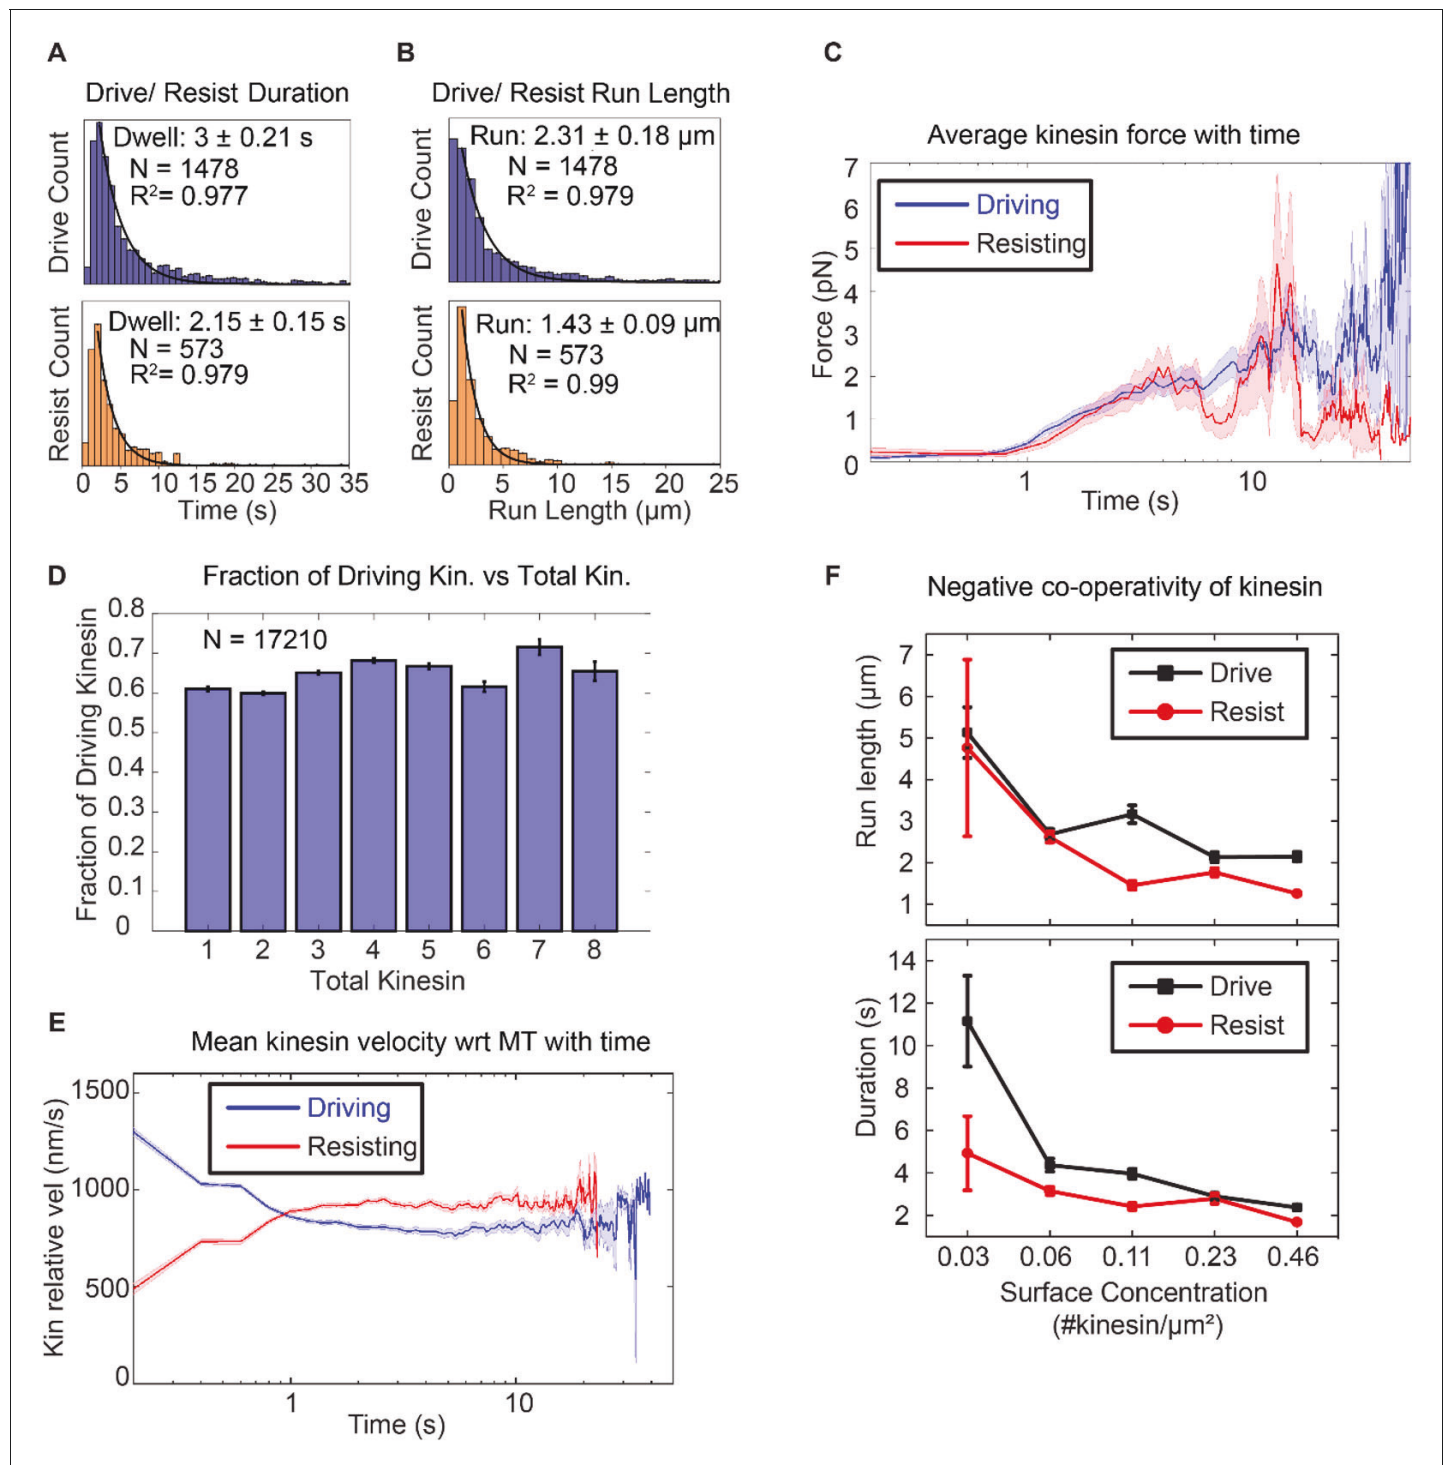 A
Drive/ Resist Duration
Drive Count
Dwell: 3 ± 0.21 s
N = 1478
R²= 0.977
Resist Count
Dwell: 2.15 ± 0.15 s
N = 573
R²= 0.979
0 5 10 15 20 25 30 35
Time (s)
B
Drive/ Resist Run Length
Drive Count
Run: 2.31 ± 0.18 µm
N = 1478
R² = 0.979
Resist Count
Run: 1.43 ± 0.09 µm
N = 573
R² = 0.99
0 5 10 15 20 25
Run Length (µm)
C
Average kinesin force with time
Force (pN)
7
6
5
4
3
2
1
0
Driving
Resisting
1 10
Time (s)
D
Fraction of Driving Kin. vs Total Kin.
Fraction of Driving Kinesin
0.8
0.7
0.6
0.5
0.4
0.3
0.2
0.1
0
N = 17210
1 2 3 4 5 6 7 8
Total Kinesin
E
Mean kinesin velocity wrt MT with time
Kin relative vel (nm/s)
1500
1000
500
0
Driving
Resisting
1 10
Time (s)
F
Negative co-operativity of kinesin
Run length (µm)
7
6
5
4
3
2
1
Drive
Resist
Duration (s)
14
12
10
8
6
4
2
Drive
Resist
0.03 0.06 0.11 0.23 0.46
Surface Concentration
(#kinesin/µm²)